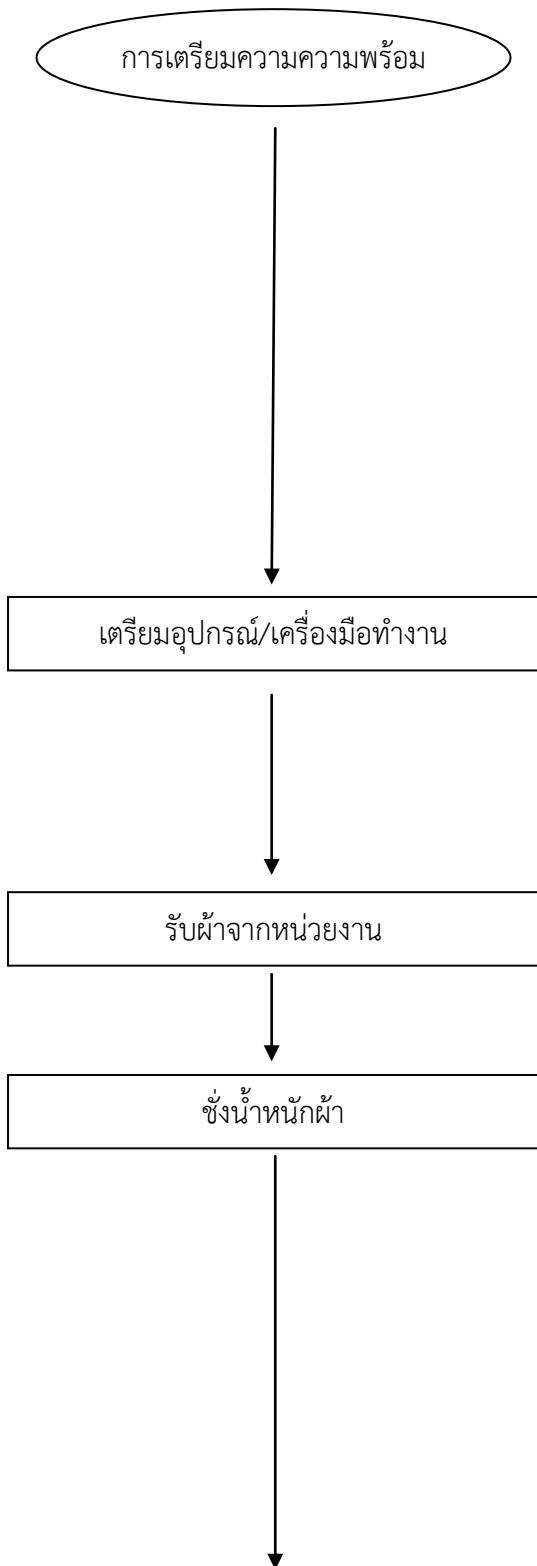 การเตรียมความความพร้อม
เตรียมอุปกรณ์/เครื่องมือทำงาน
รับผ้าจากหน่วยงาน
ชั่งน้ำหนักผ้า